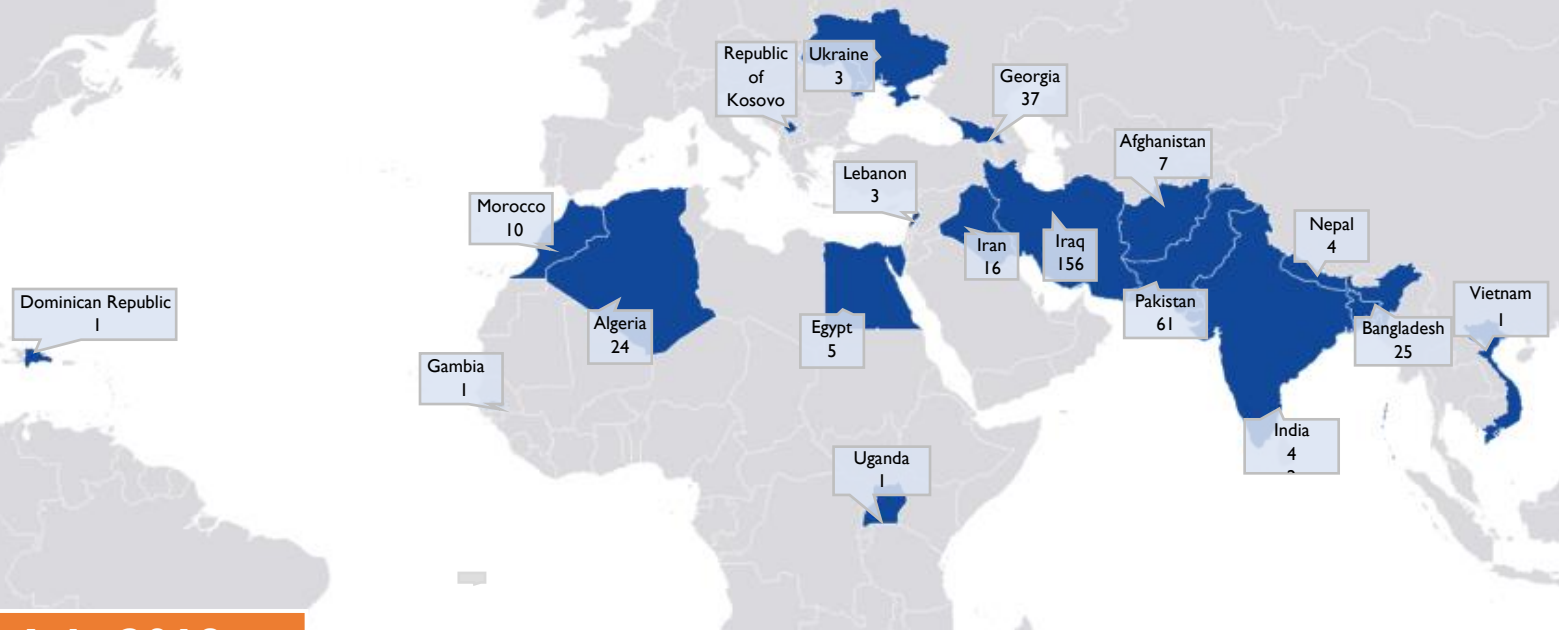 Republic
of
Kosovo
Ukraine
3
Georgia
37
Afghanistan
7
Lebanon
3
Morocco
10
Nepal
4
Iran
16
Iraq
156
Dominican Republic
1
Pakistan
61
Vietnam
1
Algeria
24
Egypt
5
Bangladesh
25
Gambia
1
India
4
Uganda
1